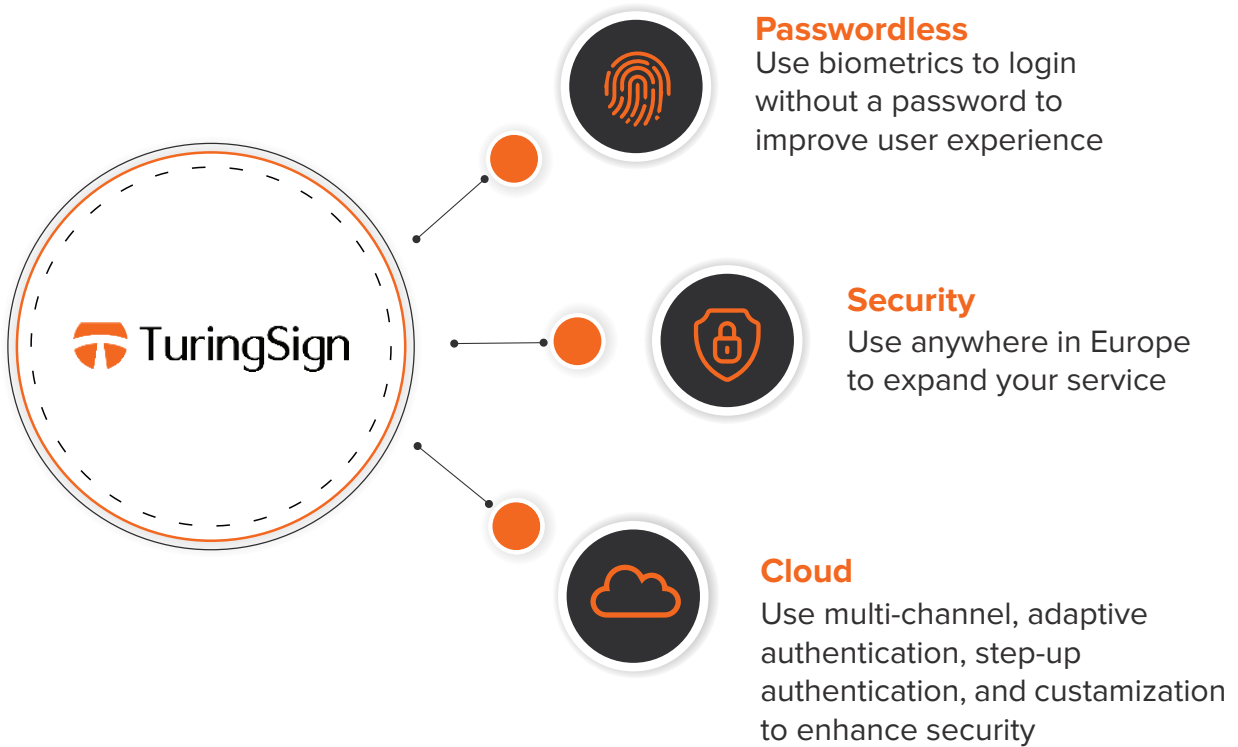 Passwordless
Use biometrics to login
without a password to
improve user experience
TuringSign
Security
Use anywhere in Europe
to expand your service
Cloud
Use multi-channel, adaptive
authentication, step-up
authentication, and custamization
to enhance security